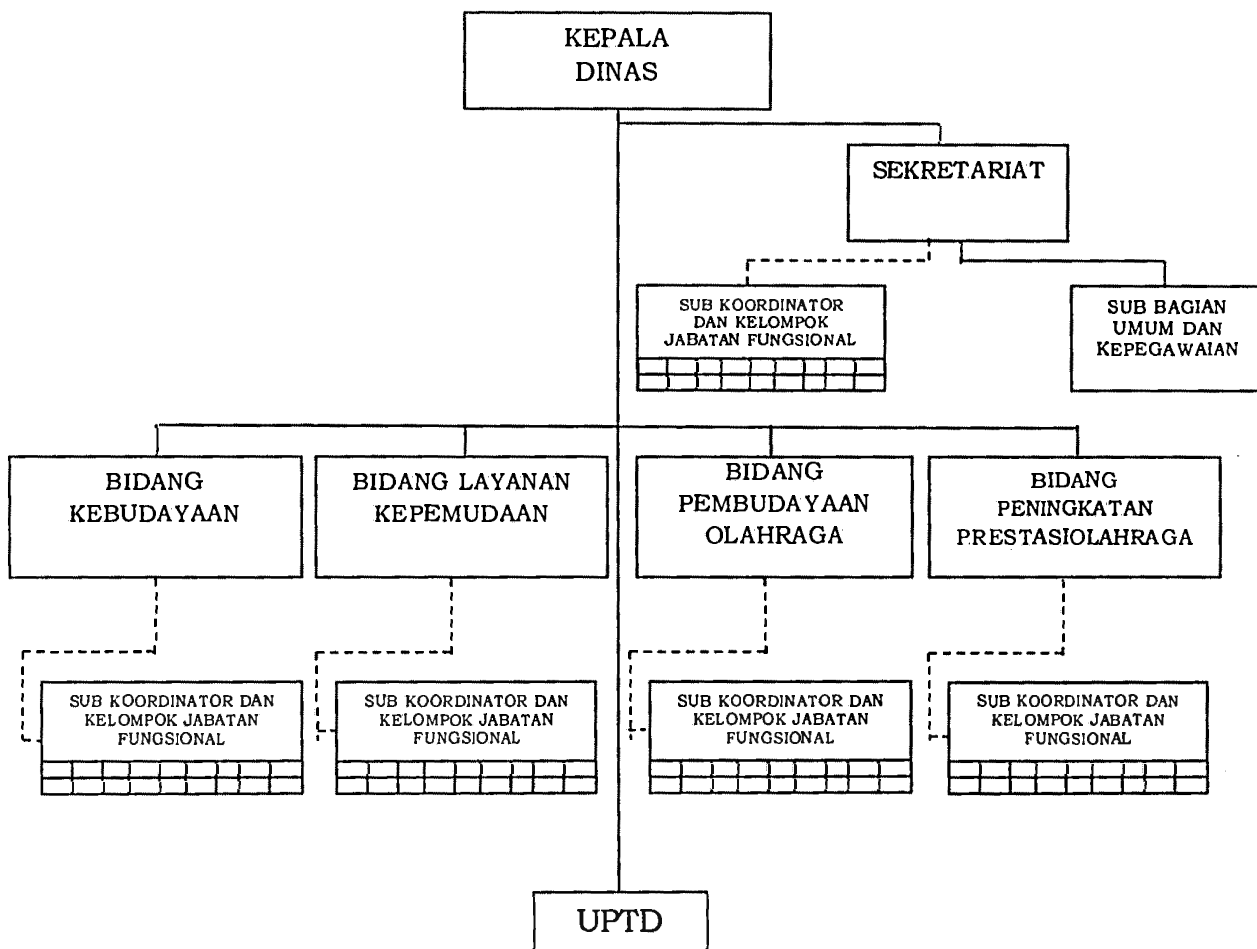 KEPALA
DINAS
SEKRETARIAT
SUB KOORDINATOR
DAN KELOMPOK
JABATAN FUNGSIONAL
SUB BAGIAN
UMUM DAN
KEPEGAWAIAN
BIDANG
KEBUDAYAAN
BIDANG LAYANAN
KEPEMUDAAN
BIDANG
PEMBUDAYAAN
OLAHRAGA
BIDANG
PENINGKATAN
PRESTASIOLAHRAGA
SUB KOORDINATOR DAN
KELOMPOK JABATAN
FUNGSIONAL
SUB KOORDINATOR DAN
KELOMPOK JABATAN
FUNGSIONAL
SUB KOORDINATOR DAN
KELOMPOK JABATAN
FUNGSIONAL
SUB KOORDINATOR DAN
KELOMPOK JABATAN
FUNGSIONAL
UPTD